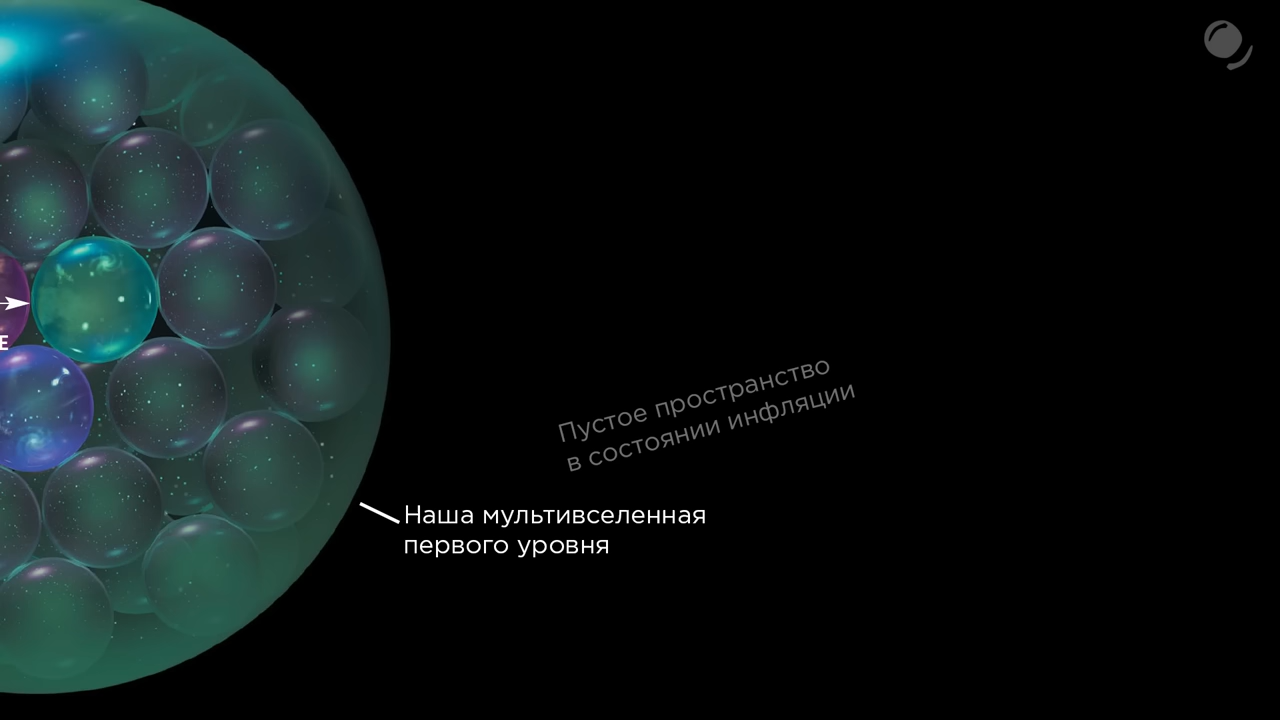 Пустое пространство
в состоянии инфляции
Наша мультивселенная
первого уровня